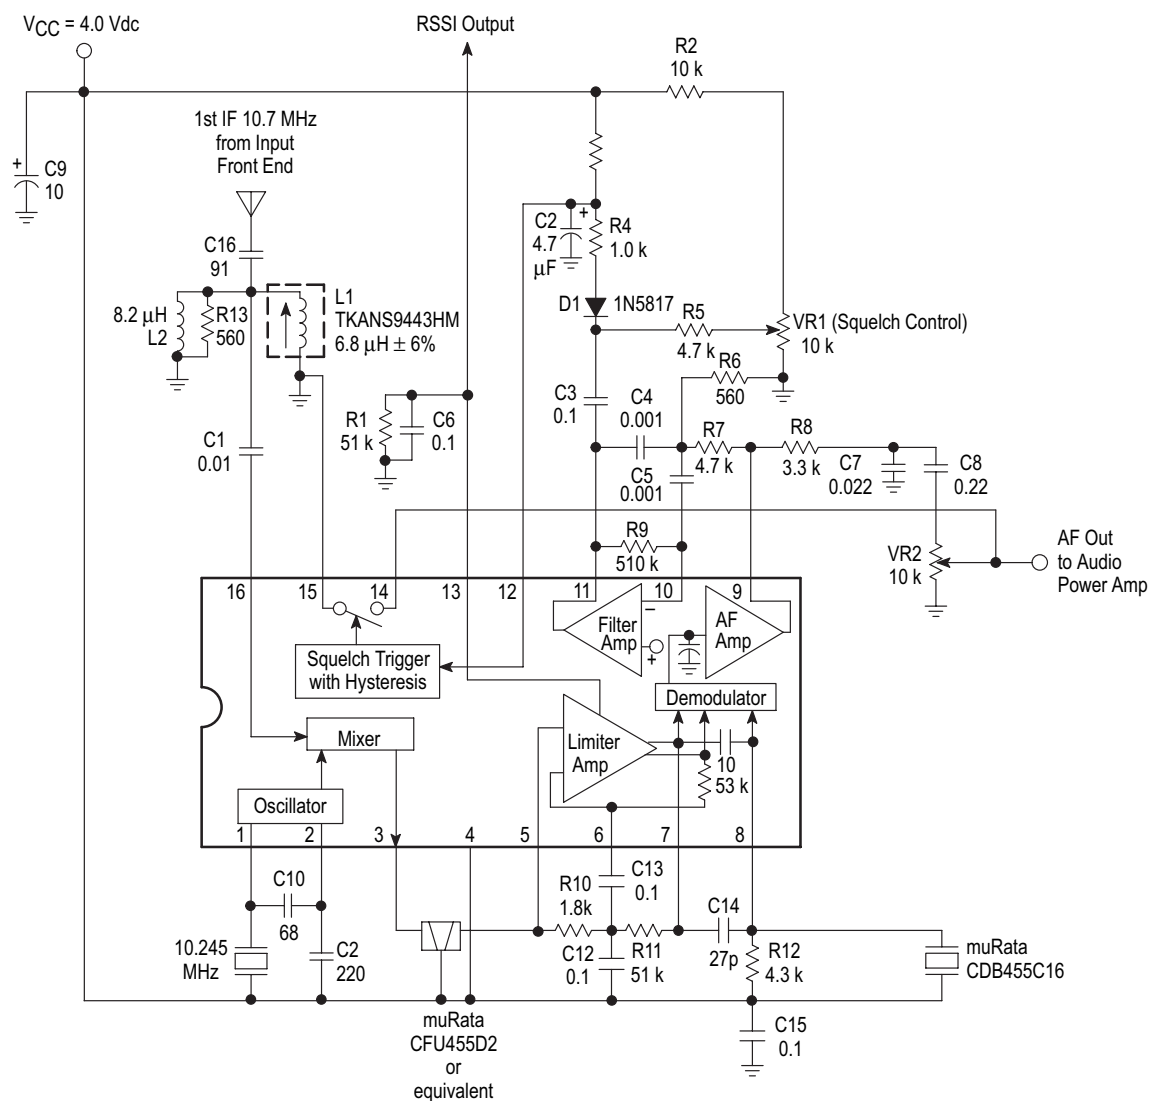 V_CC = 4.0 Vdc
RSSI Output
R2
10 k
1st IF 10.7 MHz
from Input
Front End
+
C9
10
C16
91
8.2 µH
L2
R13
560
L1
TKANS9443HM
6.8 µH ± 6%
C2
4.7
µF
+
R4
1.0 k
D1
1N5817
R5
4.7 k
VR1 (Squelch Control)
10 k
R6
560
C3
0.1
C4
0.001
R1
51 k
C6
0.1
C1
0.01
R7
4.7 k
R8
3.3 k
C5
0.001
C7
0.022
C8
0.22
R9
510 k
VR2
10 k
AF Out
to Audio
Power Amp
16
15
14
13
12
11
10
9
Filter
Amp
–
+
AF
Amp
Squelch Trigger
with Hysteresis
Demodulator
Mixer
Limiter
Amp
10
53 k
Oscillator
1
2
3
4
5
6
7
8
C10
68
C13
0.1
R10
1.8k
C14
27p
10.245
MHz
C2
220
C12
0.1
R11
51 k
R12
4.3 k
muRata
CDB455C16
muRata
CFU455D2
or
equivalent
C15
0.1